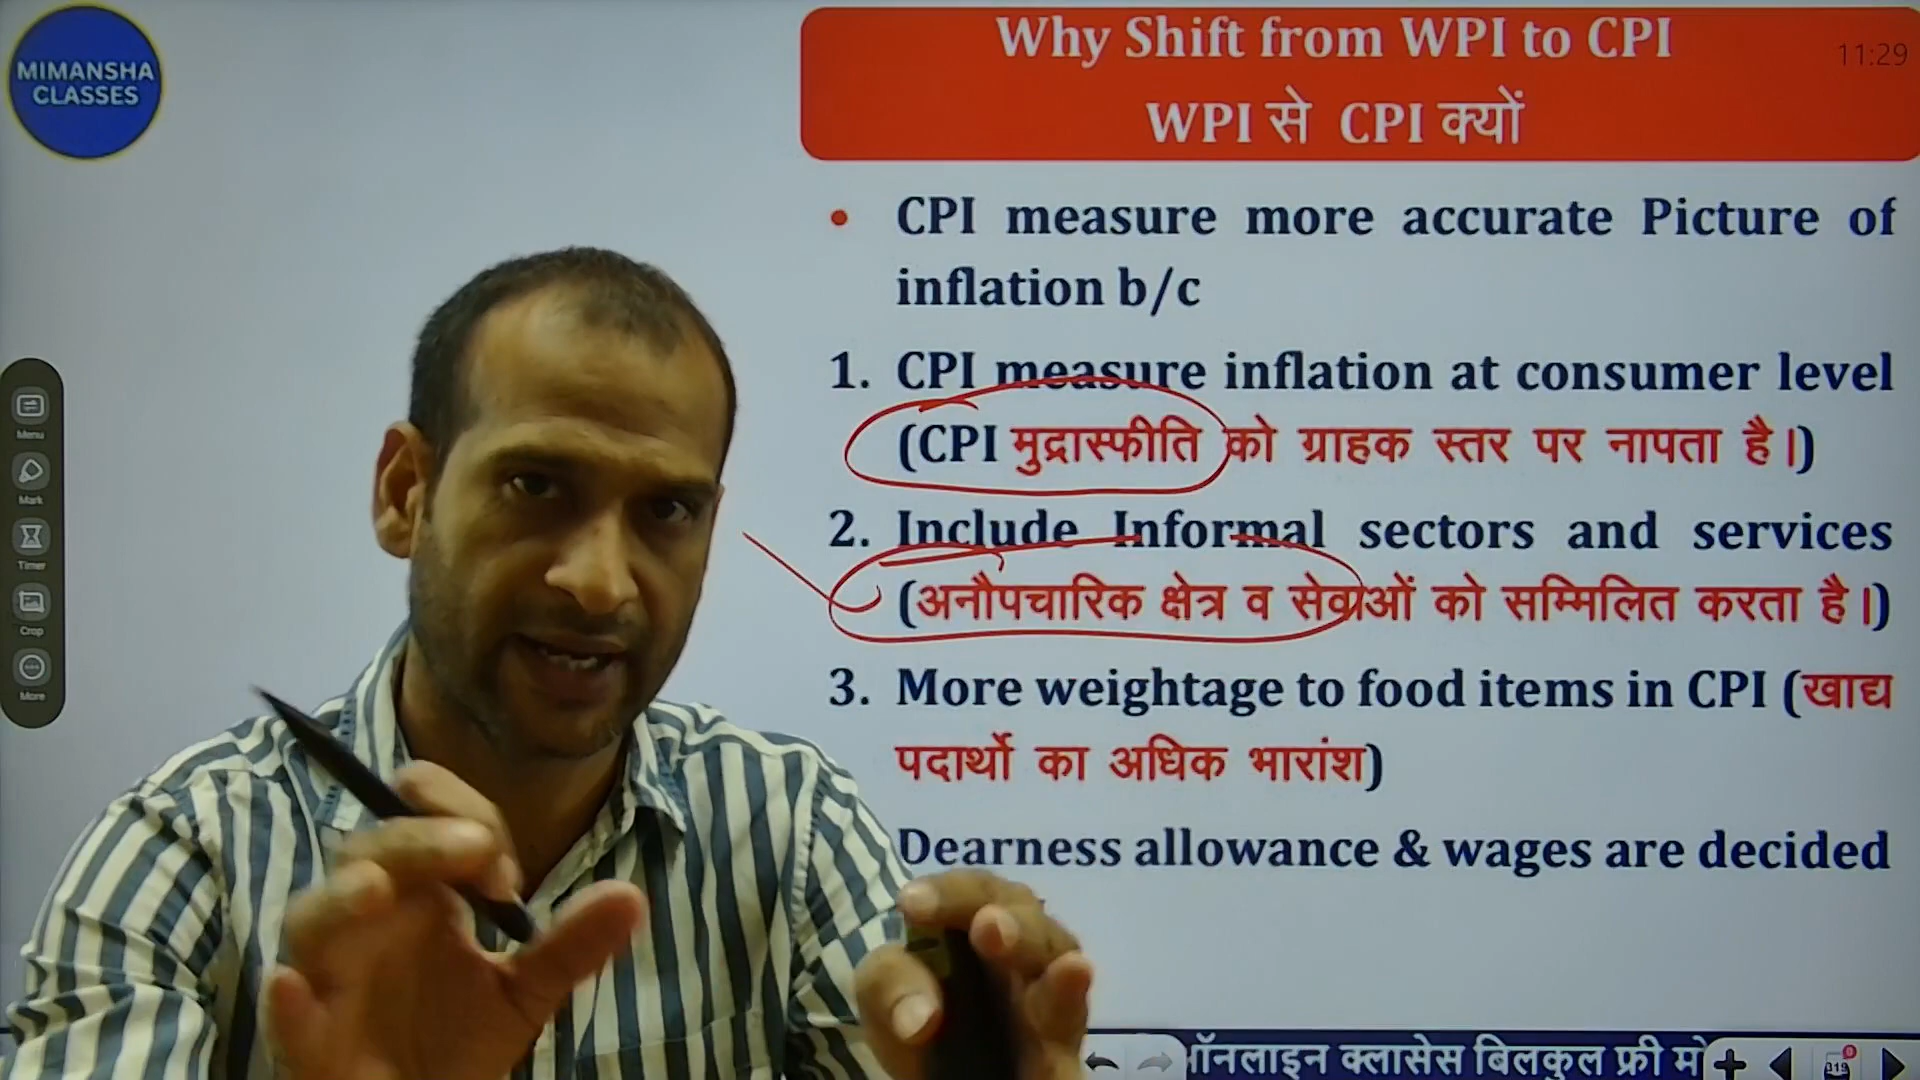 MIMANSHA
CLASSES
Why Shift from WPI to CPI
11:29
WPI से CPI क्यों
• CPI measure more accurate Picture of
inflation b/c
1. CPI measure inflation at consumer level
(CPI मुद्रास्फीति को ग्राहक स्तर पर नापता है।)
2. Include Informal sectors and services
(अनौपचारिक क्षेत्र व सेवाओं को सम्मिलित करता है।)
3. More weightage to food items in CPI (खाद्य
पदार्थो का अधिक भारांश)
Dearness allowance & wages are decided
Menu
Mark
Timer
Crop
More
ऑनलाइन क्लासेस बिलकुल फ्री